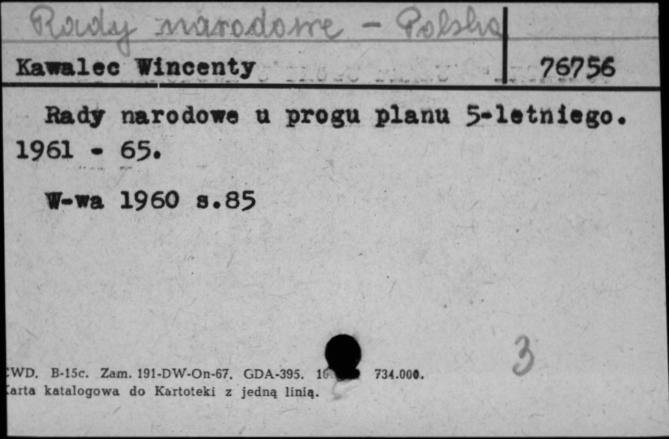 Rady narodowe - Polska
Kawalec Wincenty 76756
Rady narodowe u progu planu 5-letniego.
1961 - 65.
W-wa 1960 s.85
3
WD. B-15c. Zam. 191-DW-On-67. GDA-395. 734.000.
Karta katalogowa do Kartoteki z jedną linią.